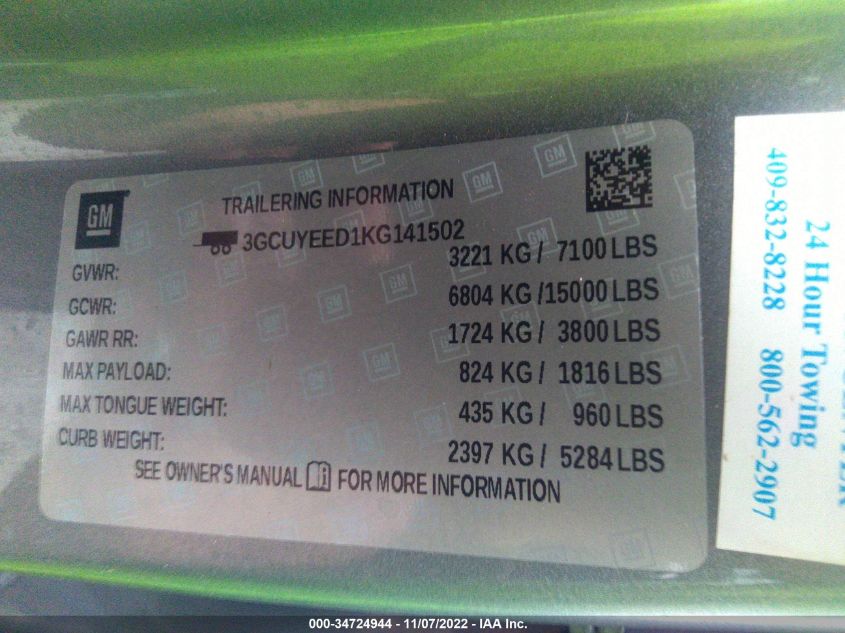 GM
TRAILERING INFORMATION
3GCUYEED1KG141502
GVWR: 3221 KG / 7100 LBS
GCWR: 6804 KG /15000 LBS
GAWR RR: 1724 KG / 3800 LBS
MAX PAYLOAD: 824 KG / 1816 LBS
MAX TONGUE WEIGHT: 435 KG / 960 LBS
CURB WEIGHT: 2397 KG / 5284 LBS
SEE OWNER'S MANUAL FOR MORE INFORMATION
24 Hour Towing
409-832-8228 800-562-2907
000-34724944 - 11/07/2022 - IAA Inc.